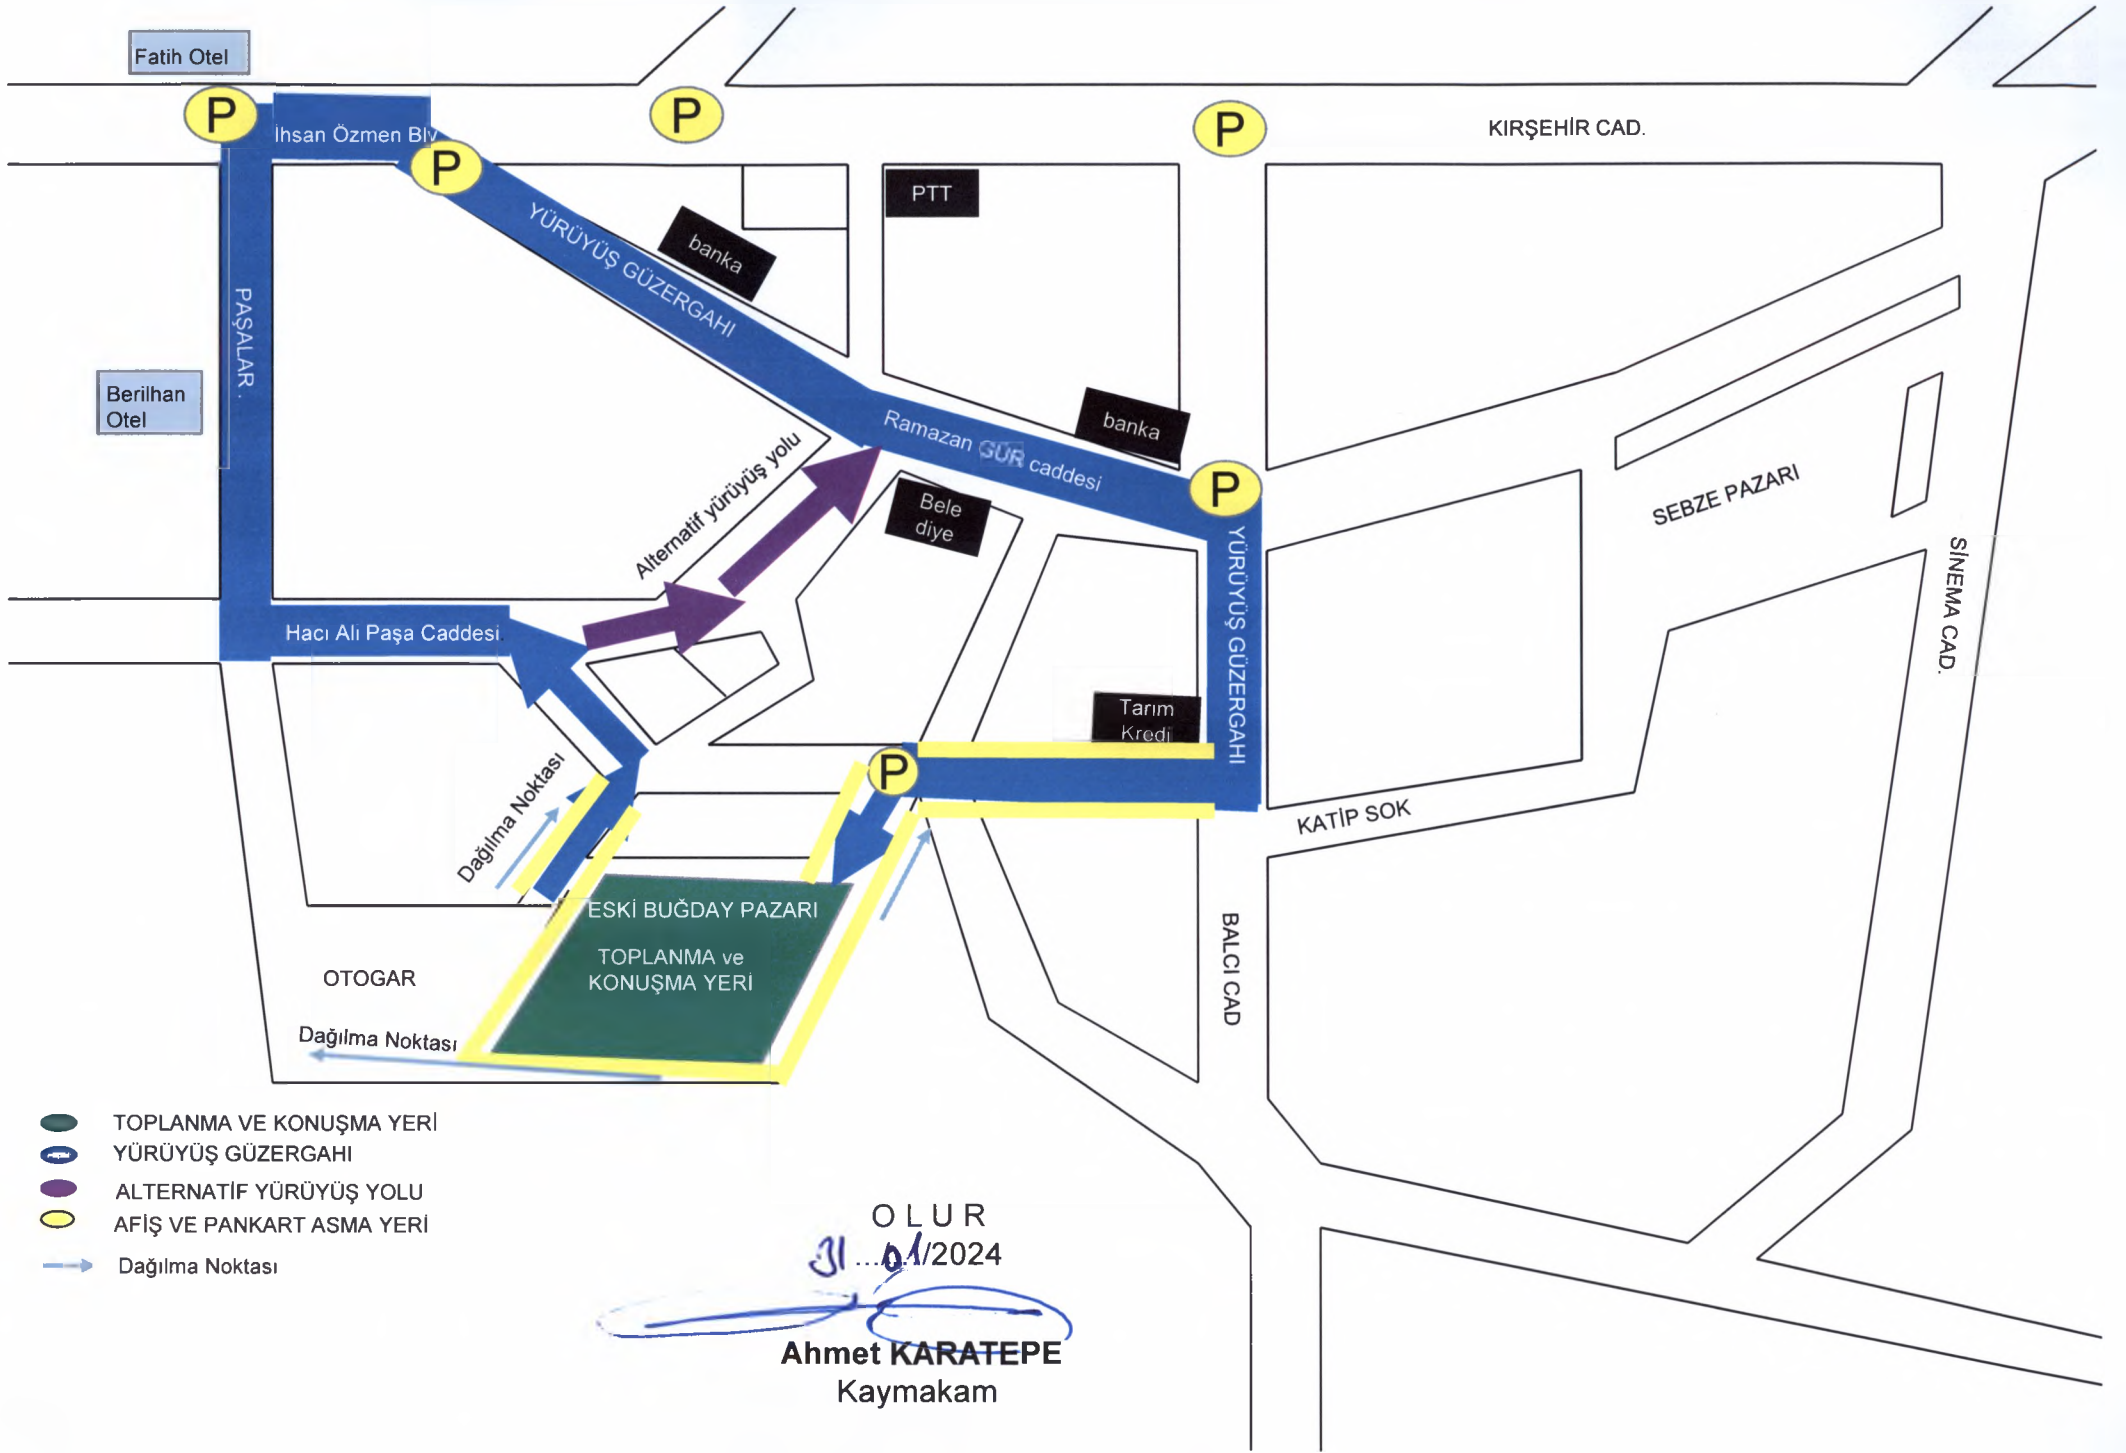 Fatih Otel
P
P
P
KIRŞEHİR CAD.
İhsan Özmen Blv
P
PTT
YÜRÜYÜŞ GÜZERGAHI
banka
PAŞALAR .
Berilhan
Otel
Ramazan GÜR caddesi
banka
P
Alternatif yürüyüş yolu
Bele
diye
SEBZE PAZARI
SİNEMA CAD.
YÜRÜYÜŞ GÜZERGAHI
Hacı Ali Paşa Caddesi
Tarım
Kredi
P
Dağılma Noktası
KATİP SOK
ESKİ BUĞDAY PAZARI
TOPLANMA ve
KONUŞMA YERİ
BALCI CAD
OTOGAR
Dağılma Noktası
TOPLANMA VE KONUŞMA YERİ
YÜRÜYÜŞ GÜZERGAHI
ALTERNATİF YÜRÜYÜŞ YOLU
AFİŞ VE PANKART ASMA YERİ
Dağılma Noktası
O L U R
31...01/2024
Ahmet KARATEPE
Kaymakam